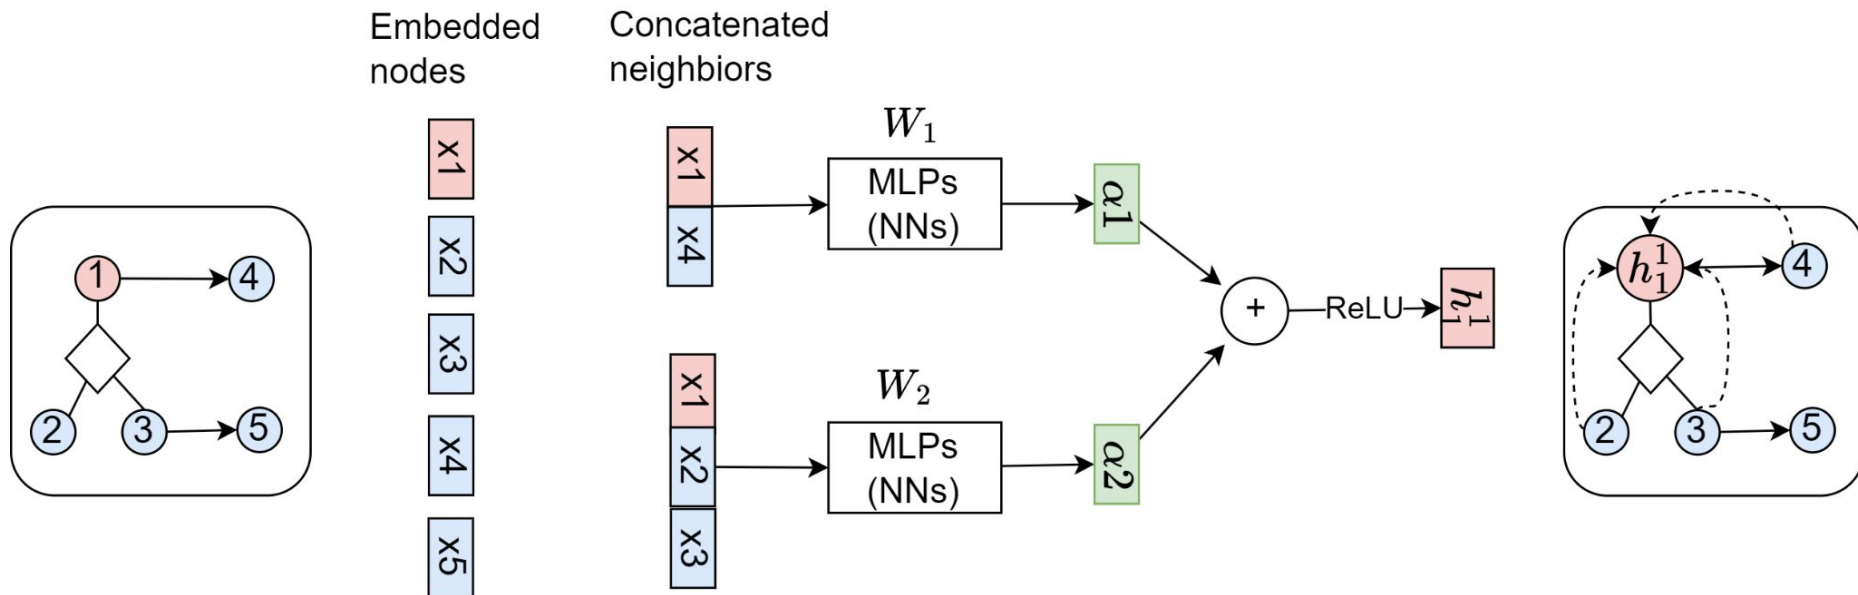 Embedded
nodes
Concatenated
neighbiors
1
4
2
3
5
x1
x2
x3
x4
x5
x1
x4
W₁
MLPs
(NNs)
α1
x1
x2
x3
W₂
MLPs
(NNs)
α2
+
ReLU
h₁¹
h₁¹
4
2
3
5